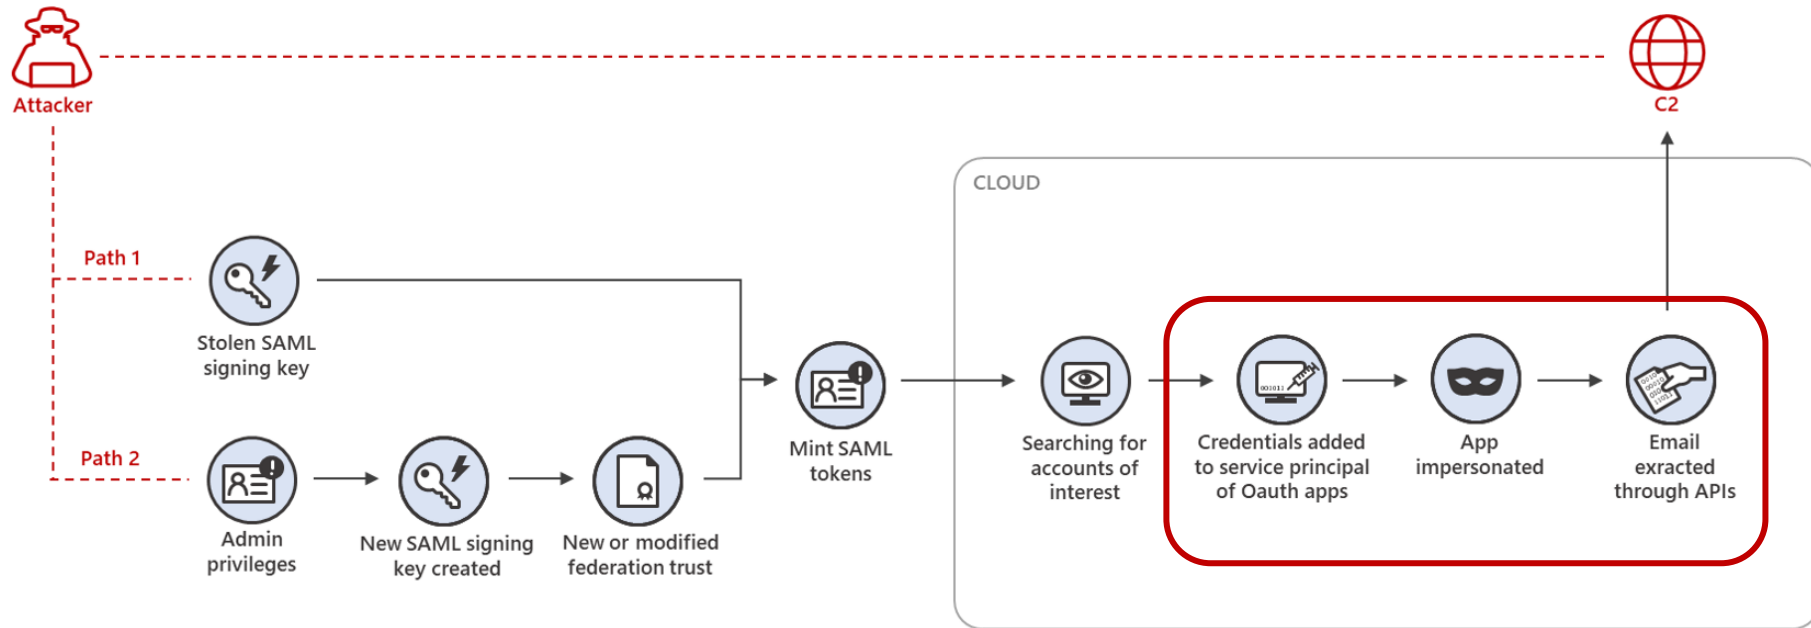 Attacker
C2
CLOUD
Path 1
Stolen SAML
signing key
Path 2
Admin
privileges
New SAML signing
key created
New or modified
federation trust
Mint SAML
tokens
Searching for
accounts of
interest
Credentials added
to service principal
of Oauth apps
App
impersonated
Email
exracted
through APIs